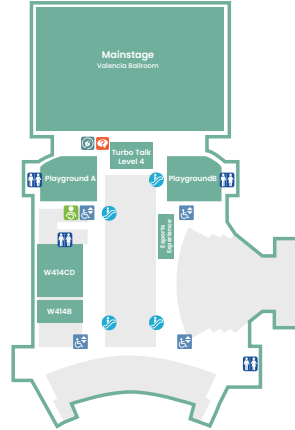 Mainstage
Valencia Ballroom
Turbo Talk
Level 4
Playground A
PlaygroundB
Esports
Experience
W414CD
W414B